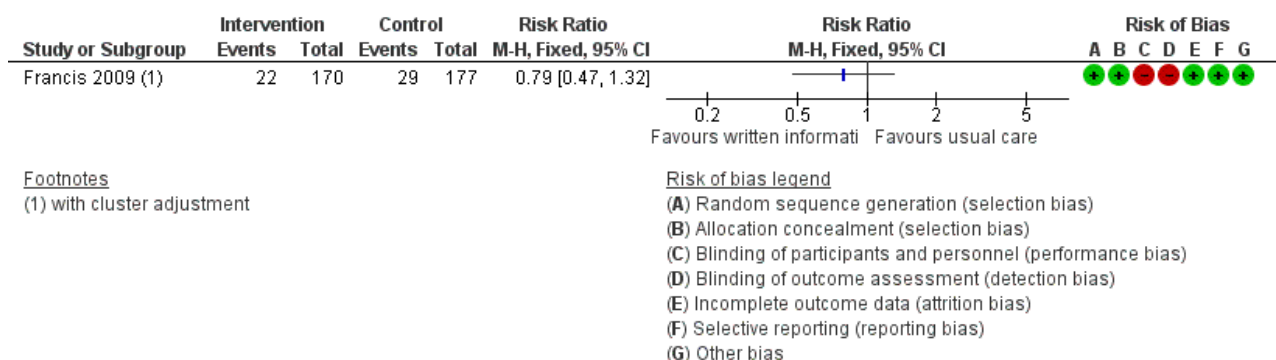 Intervention Control Risk Ratio Risk Ratio Risk of Bias
Study or Subgroup Events Total Events Total M-H, Fixed, 95% CI M-H, Fixed, 95% CI A B C D E F G
Francis 2009 (1) 22 170 29 177 0.79 [0.47, 1.32] + + - - + + +
0.2 0.5 1 2 5
Favours written informati Favours usual care
Footnotes
(1) with cluster adjustment
Risk of bias legend
(A) Random sequence generation (selection bias)
(B) Allocation concealment (selection bias)
(C) Blinding of participants and personnel (performance bias)
(D) Blinding of outcome assessment (detection bias)
(E) Incomplete outcome data (attrition bias)
(F) Selective reporting (reporting bias)
(G) Other bias